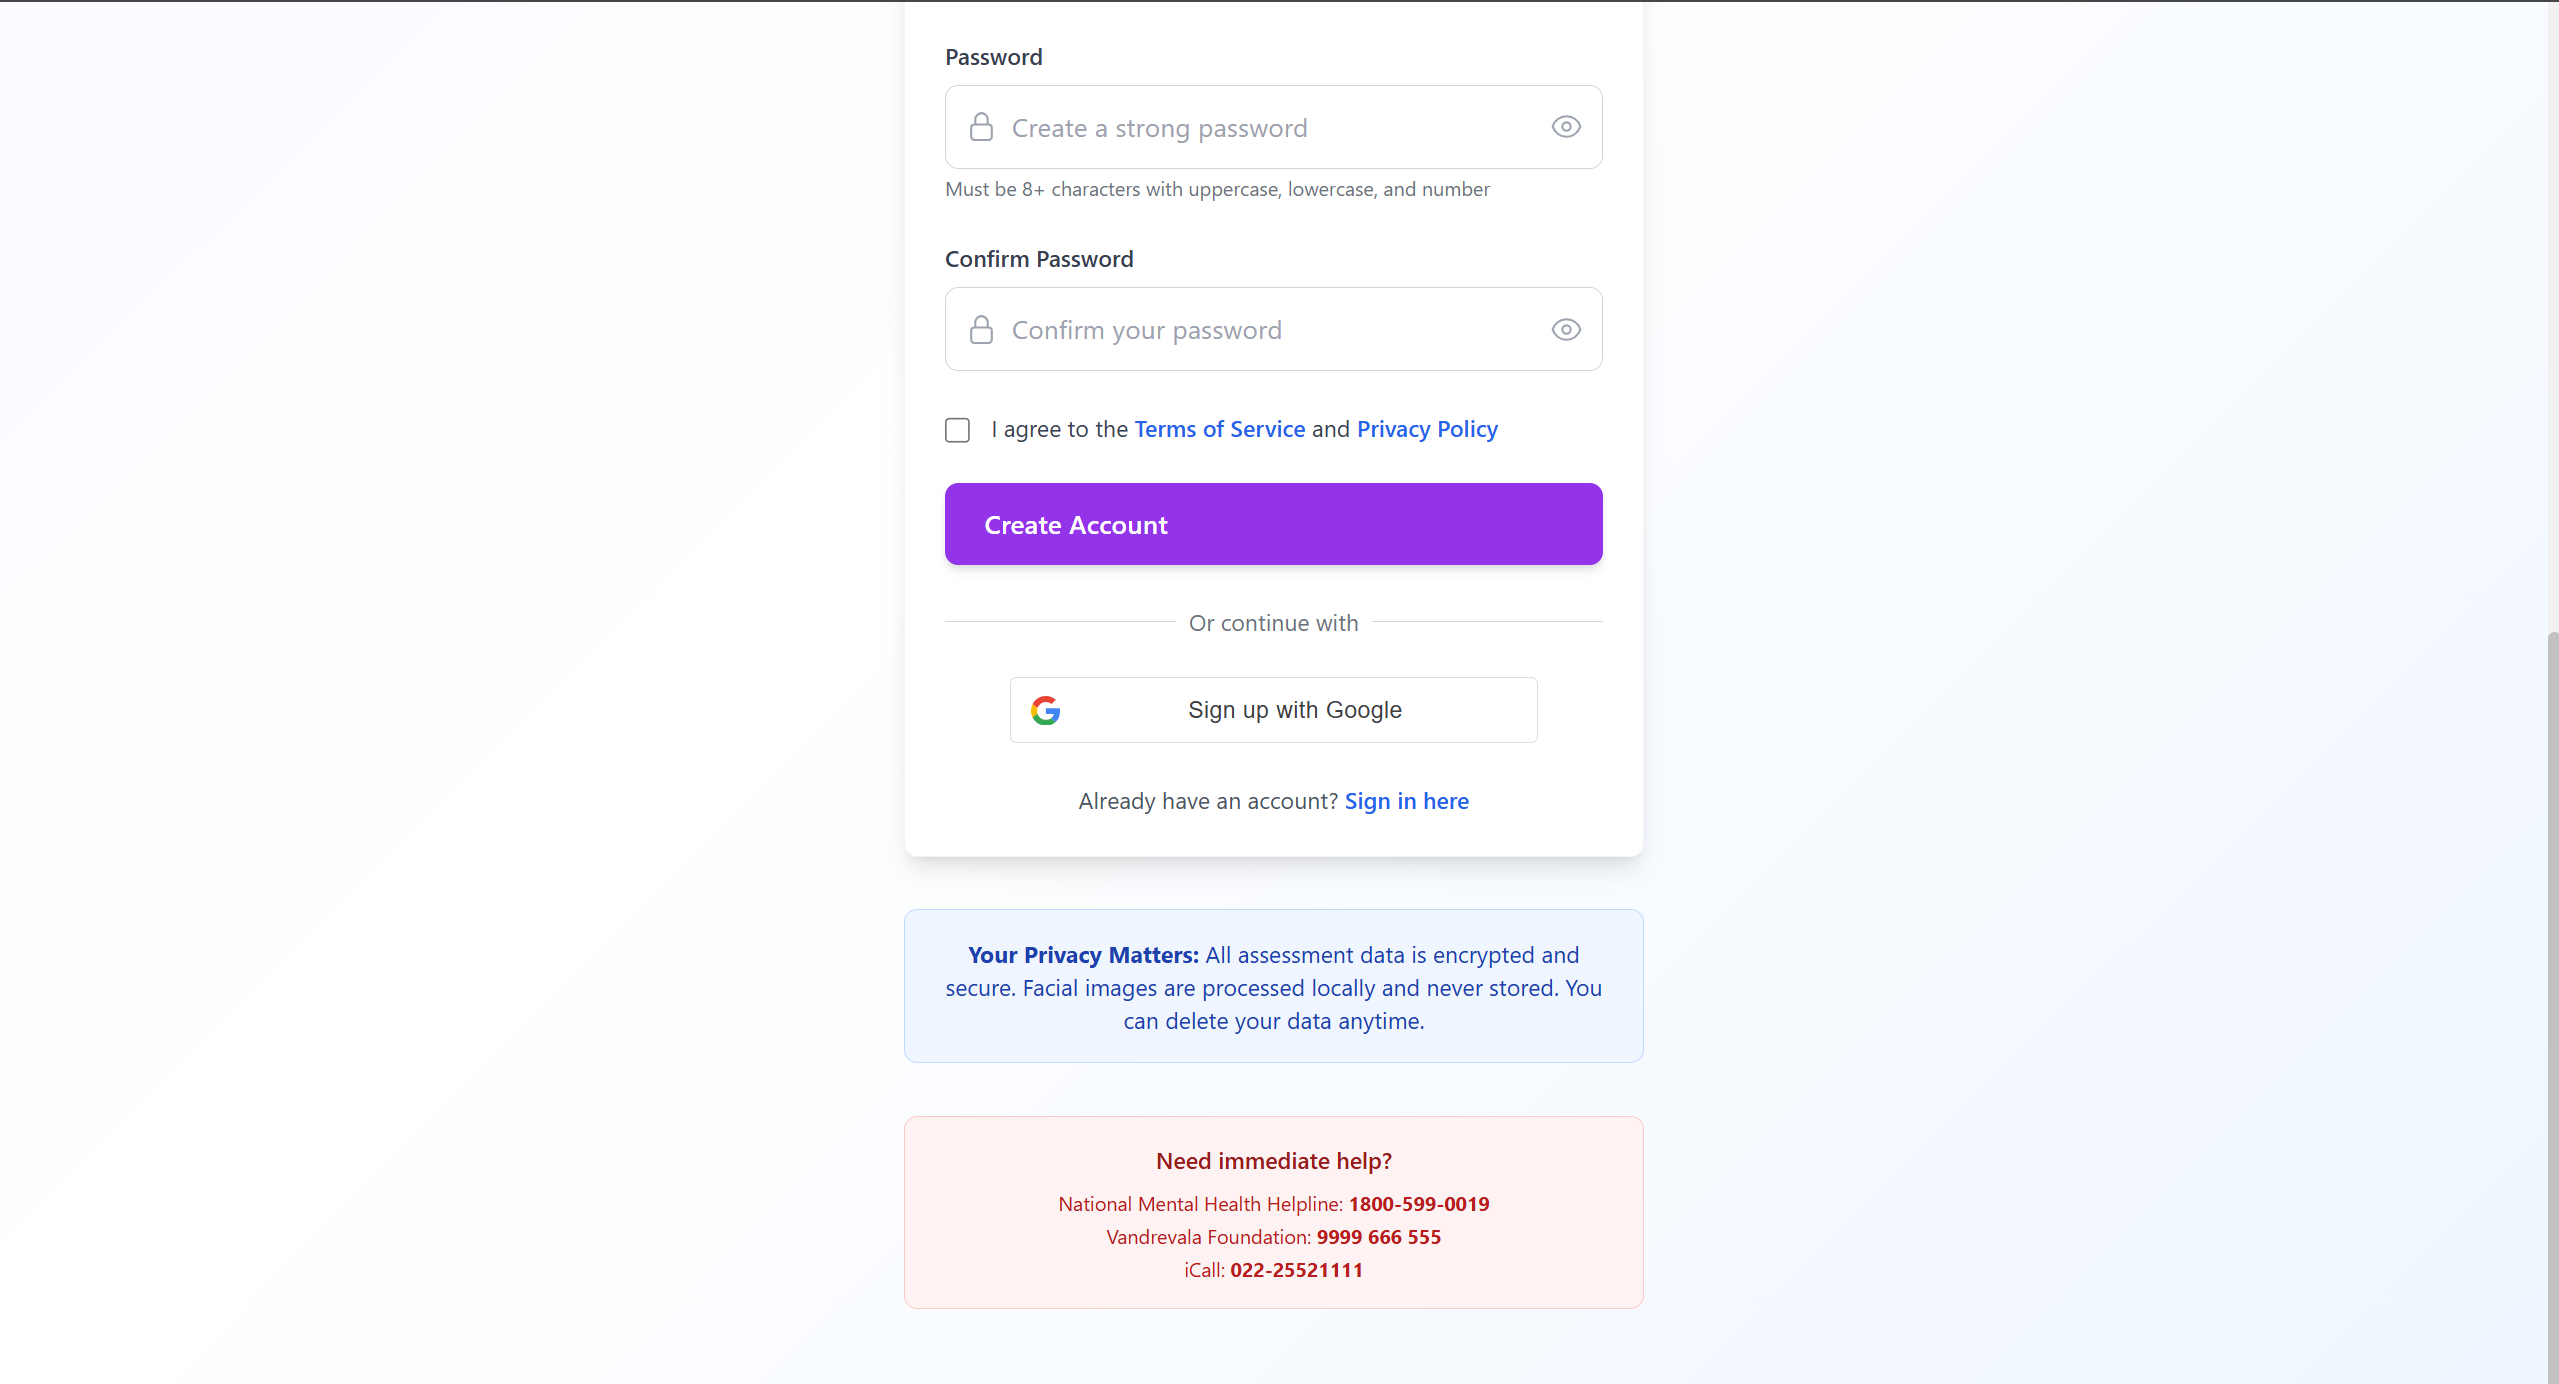 Password
Create a strong password
Must be 8+ characters with uppercase, lowercase, and number
Confirm Password
Confirm your password
I agree to the Terms of Service and Privacy Policy
Create Account
Or continue with
Sign up with Google
Already have an account? Sign in here
Your Privacy Matters: All assessment data is encrypted and
secure. Facial images are processed locally and never stored. You
can delete your data anytime.
Need immediate help?
National Mental Health Helpline: 1800-599-0019
Vandrevala Foundation: 9999 666 555
iCall: 022-25521111